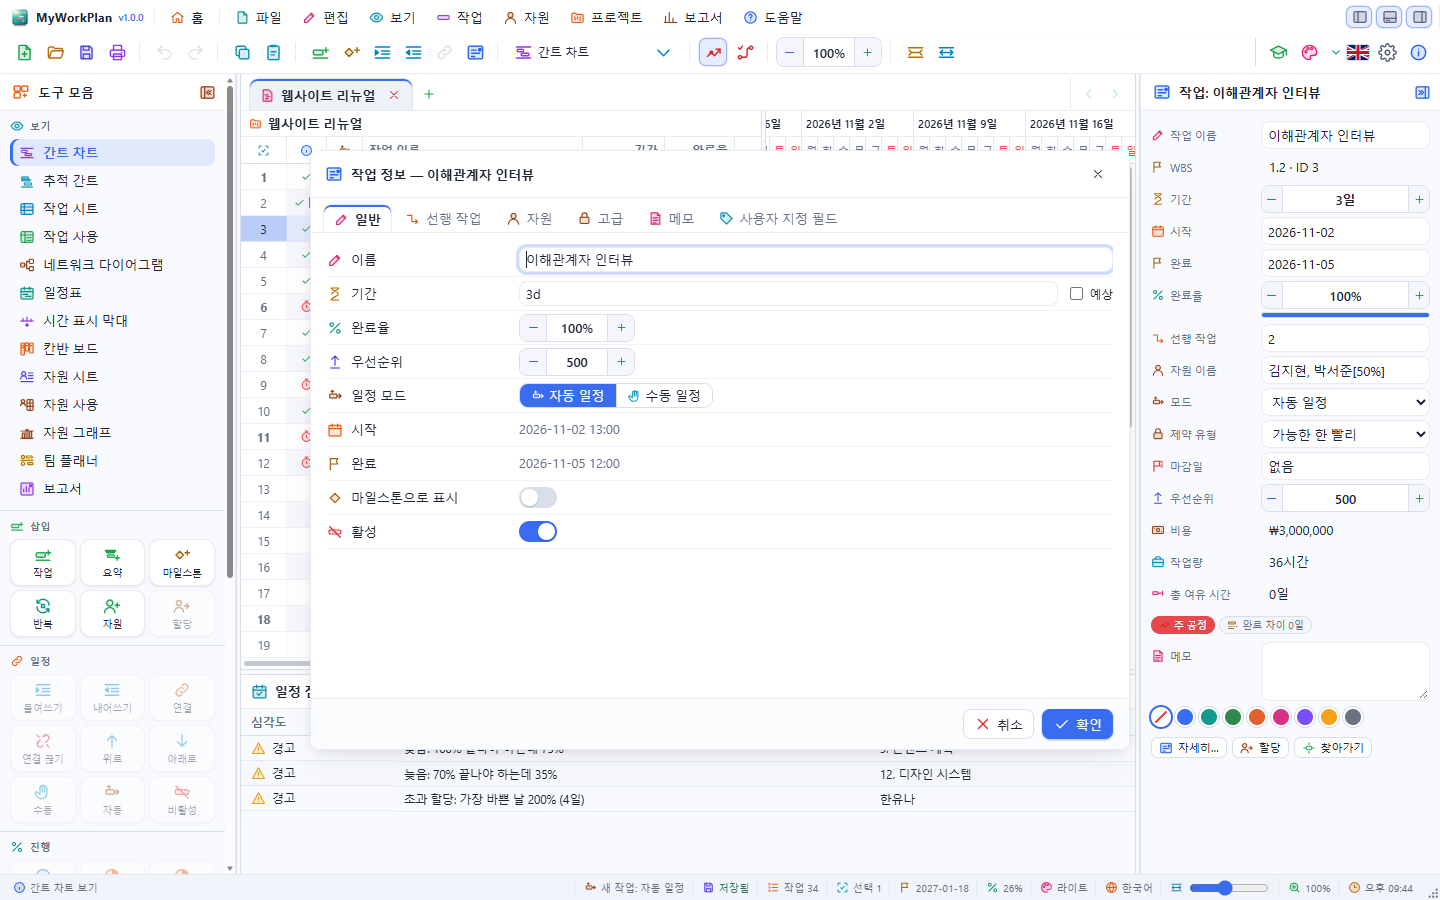 MyWorkPlan v1.0.0 홈 파일 편집 보기 작업 자원 프로젝트 보고서 도움말
간트 차트 100%
도구 모음
보기
간트 차트
추적 간트
작업 시트
작업 사용
네트워크 다이어그램
일정표
시간 표시 막대
칸반 보드
자원 시트
자원 사용
자원 그래프
팀 플래너
보고서
삽입
작업 요약 마일스톤
반복 자원 할당
일정
들여쓰기 내어쓰기 연결
연결 끊기 위로 아래로
수동 자동 비활성
진행
웹사이트 리뉴얼
웹사이트 리뉴얼
6일 2026년 11월 2일 2026년 11월 9일 2026년 11월 16일
1
2
3
4
5
6
7
8
9
10
11
12
13
14
15
16
17
18
19
작업 정보 — 이해관계자 인터뷰
일반 선행 작업 자원 고급 메모 사용자 지정 필드
이름 이해관계자 인터뷰
기간 3d 예상
완료율 100%
우선순위 500
일정 모드 자동 일정 수동 일정
시작 2026-11-02 13:00
완료 2026-11-05 12:00
마일스톤으로 표시
활성
취소 확인
일정
심각도
경고
경고 늦음: 70% 끝나야 하는데 35% 12. 디자인 시스템
경고 초과 할당: 가장 바쁜 날 200% (4일) 한유나
작업: 이해관계자 인터뷰
작업 이름 이해관계자 인터뷰
WBS 1.2 · ID 3
기간 3일
시작 2026-11-02
완료 2026-11-05
완료율 100%
선행 작업 2
자원 이름 김지현, 박서준[50%]
모드 자동 일정
제약 유형 가능한 한 빨리
마감일 없음
우선순위 500
비용 ₩3,000,000
작업량 36시간
총 여유 시간 0일
주 공정 완료 차이 0일
메모
자세히... 할당 찾아가기
간트 차트 보기 새 작업: 자동 일정 저장됨 작업 34 선택 1 2027-01-18 26% 라이트 한국어 100% 오후 09:44